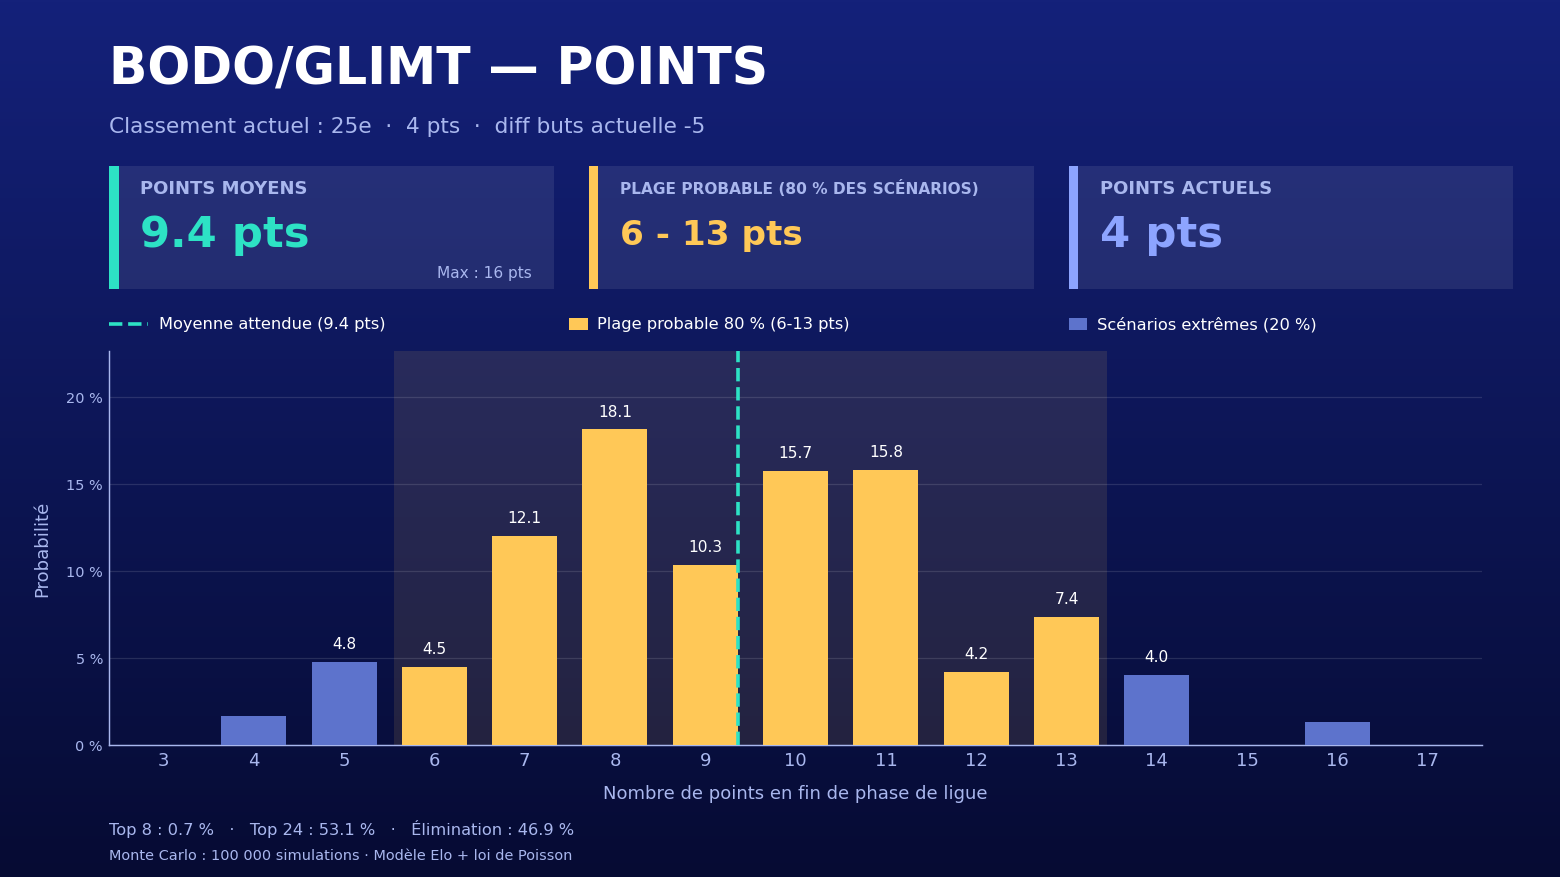 BODO/GLIMT — POINTS
Classement actuel : 25e · 4 pts · diff buts actuelle -5
POINTS MOYENS
9.4 pts
Max : 16 pts
PLAGE PROBABLE (80 % DES SCÉNARIOS)
6 - 13 pts
POINTS ACTUELS
4 pts
Moyenne attendue (9.4 pts)
Plage probable 80 % (6-13 pts)
Scénarios extrêmes (20 %)
Probabilité
20 %
15 %
10 %
5 %
0 %
4.8
4.5
12.1
18.1
10.3
15.7
15.8
4.2
7.4
4.0
3 4 5 6 7 8 9 10 11 12 13 14 15 16 17
Nombre de points en fin de phase de ligue
Top 8 : 0.7 % · Top 24 : 53.1 % · Élimination : 46.9 %
Monte Carlo : 100 000 simulations · Modèle Elo + loi de Poisson